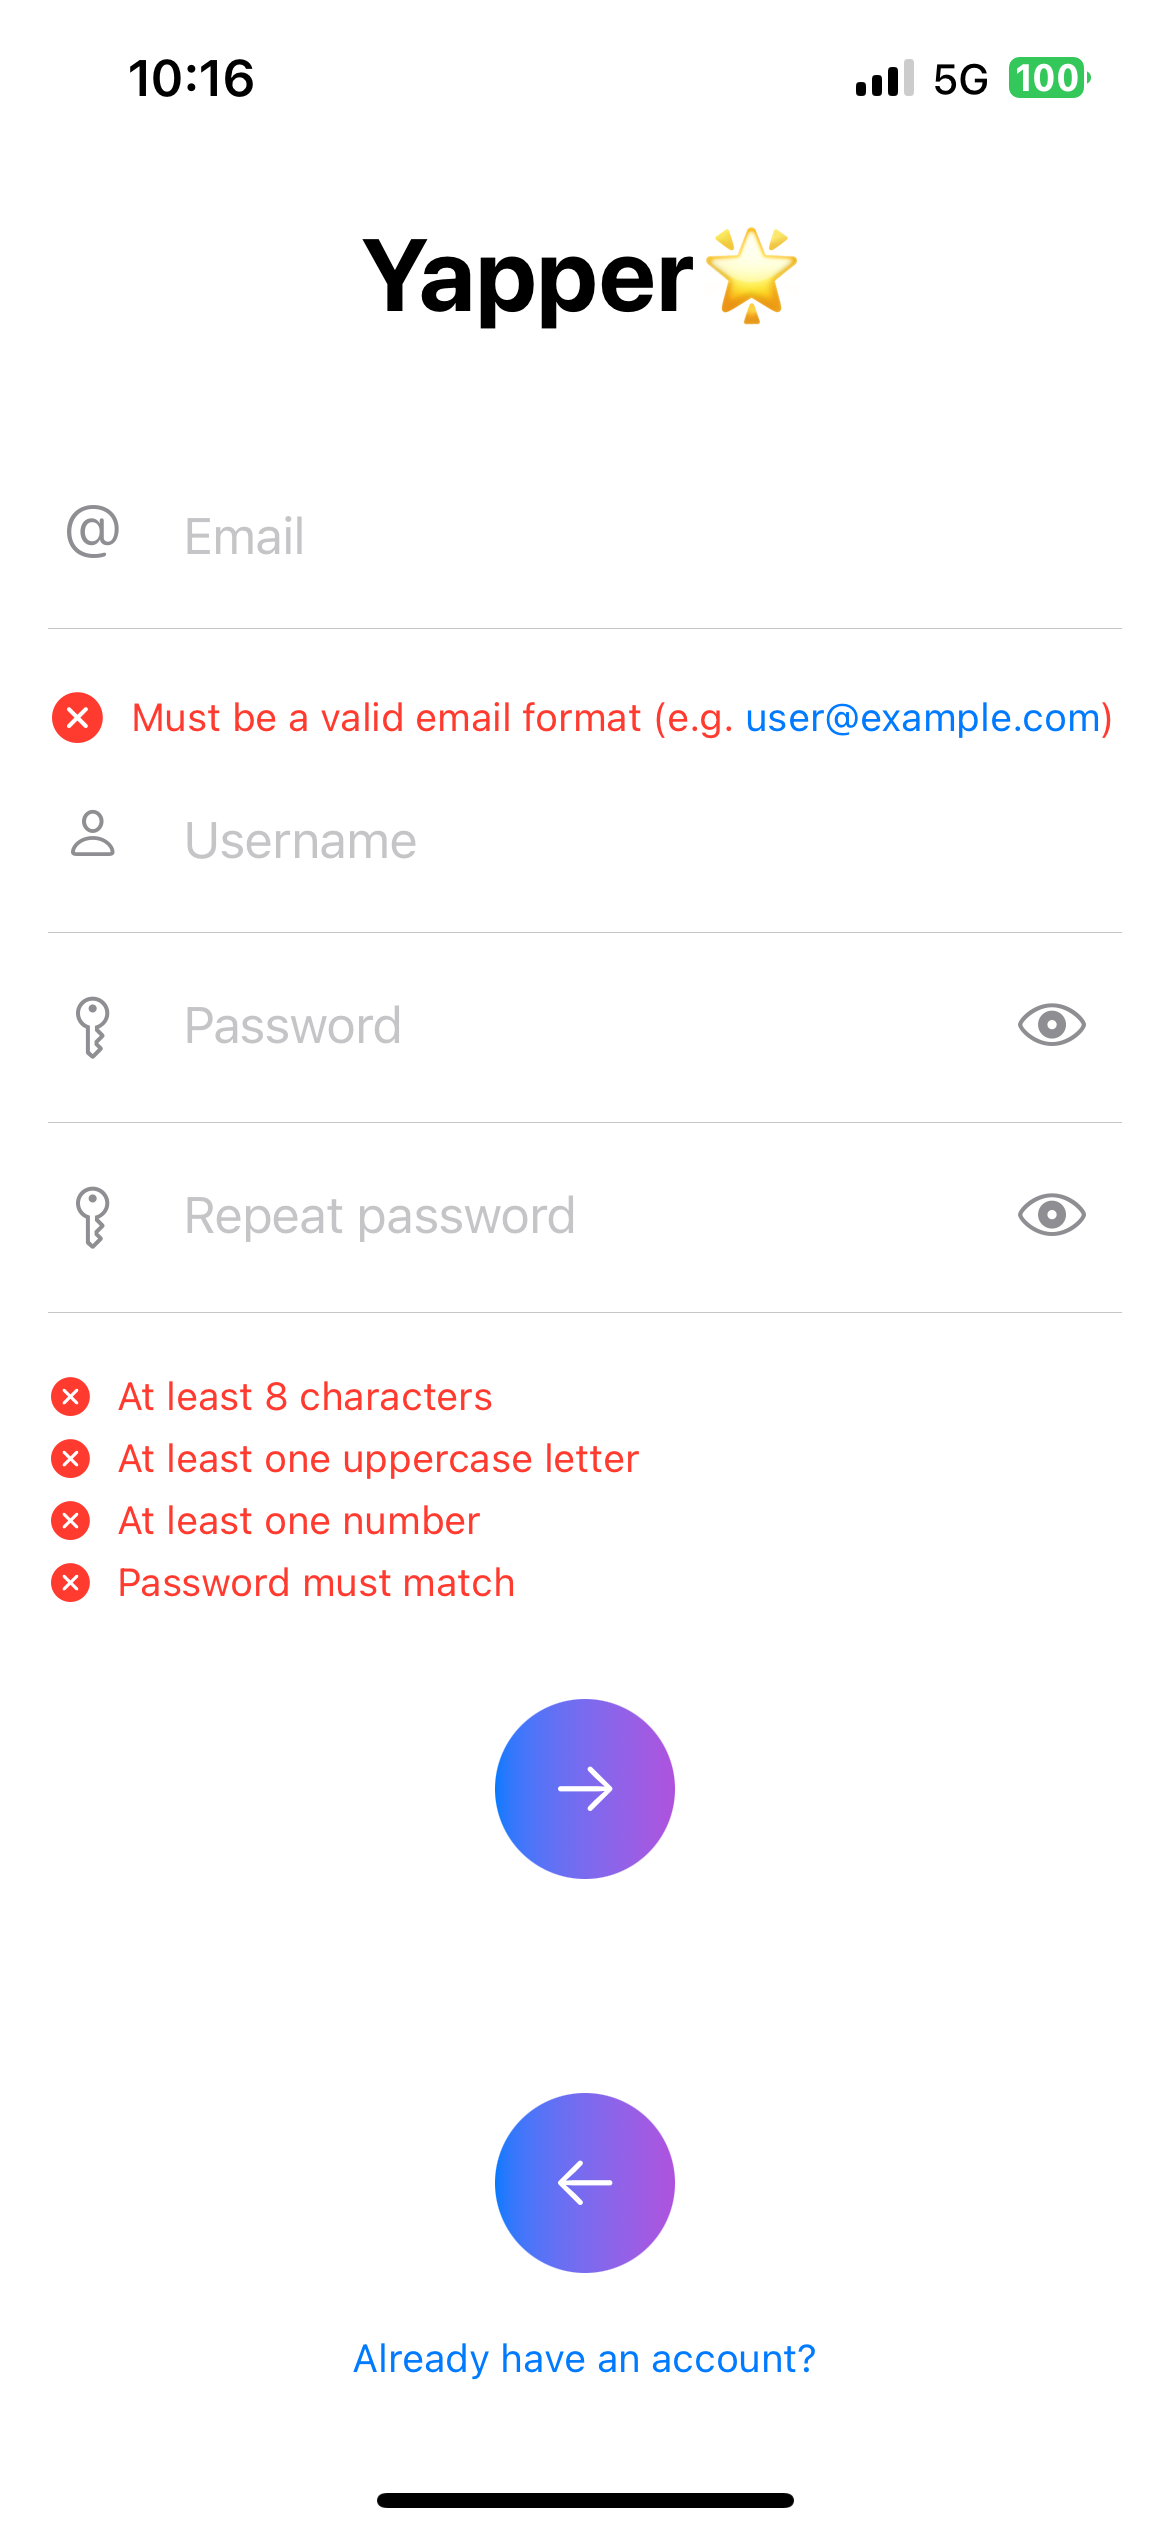 10:16 5G 100
Yapper🌟
@ Email
Must be a valid email format (e.g. user@example.com)
Username
Password
Repeat password
At least 8 characters
At least one uppercase letter
At least one number
Password must match
Already have an account?